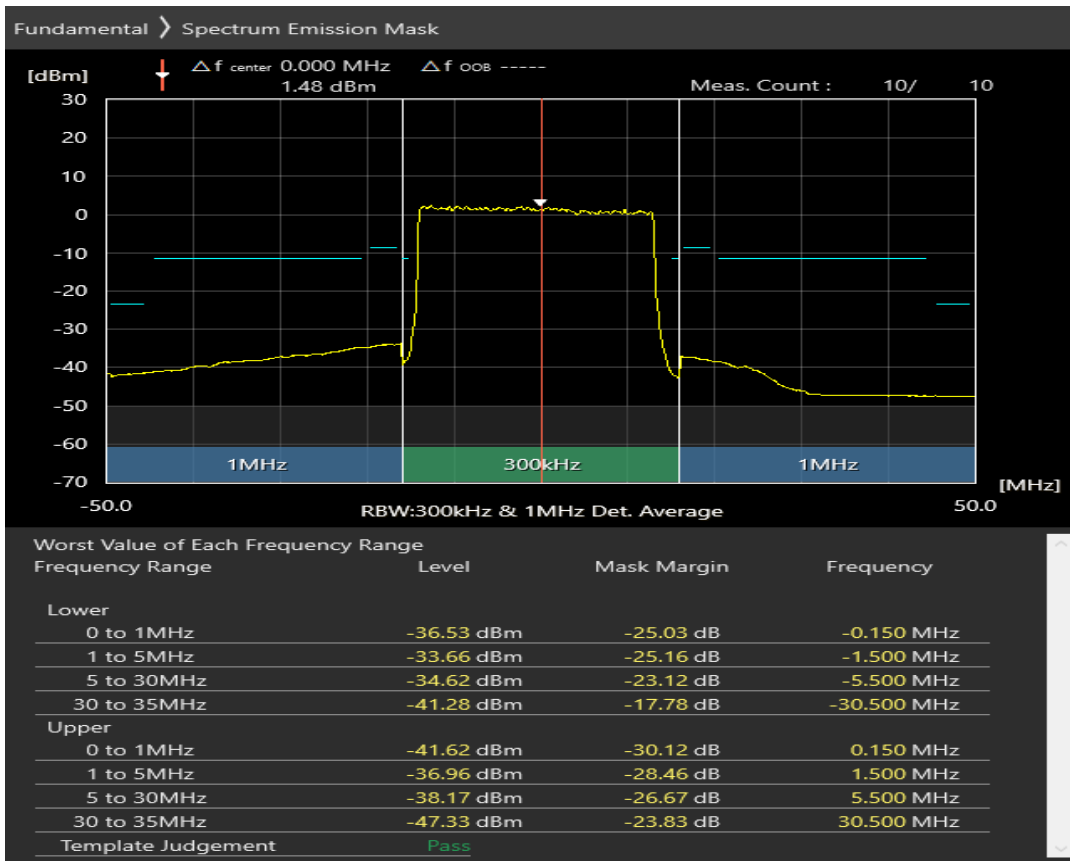 Fundamental ❯ Spectrum Emission Mask
[dBm] △f center 0.000 MHz △f OOB -----
1.48 dBm Meas. Count : 10/ 10
30
20
10
0
-10
-20
-30
-40
-50
-60
-70
1MHz 300kHz 1MHz
[MHz]
-50.0 RBW:300kHz & 1MHz Det. Average 50.0
Worst Value of Each Frequency Range
Frequency Range Level Mask Margin Frequency
Lower
0 to 1MHz -36.53 dBm -25.03 dB -0.150 MHz
1 to 5MHz -33.66 dBm -25.16 dB -1.500 MHz
5 to 30MHz -34.62 dBm -23.12 dB -5.500 MHz
30 to 35MHz -41.28 dBm -17.78 dB -30.500 MHz
Upper
0 to 1MHz -41.62 dBm -30.12 dB 0.150 MHz
1 to 5MHz -36.96 dBm -28.46 dB 1.500 MHz
5 to 30MHz -38.17 dBm -26.67 dB 5.500 MHz
30 to 35MHz -47.33 dBm -23.83 dB 30.500 MHz
Template Judgement Pass